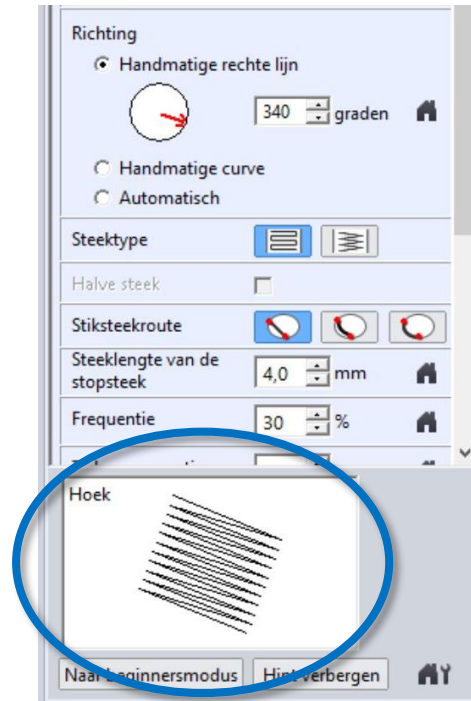 Richting
Handmatige rechte lijn
340 graden
Handmatige curve
Automatisch
Steektype
Halve steek
Stiksteekroute
Steeklengte van de
stopsteek
4,0 mm
Frequentie
30 %
Hoek
Naar beginnersmodus Hint verbergen